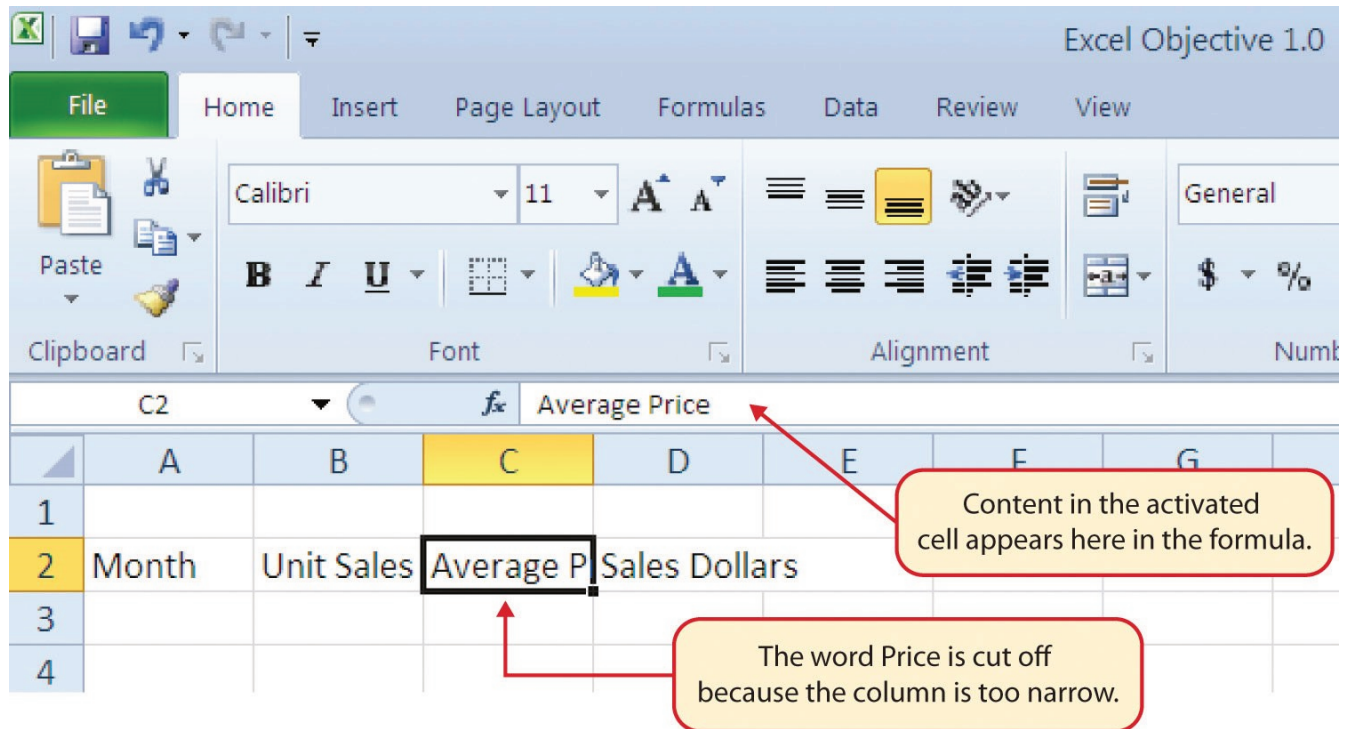 Excel Objective 1.0
File Home Insert Page Layout Formulas Data Review View
Calibri 11 A A General
Paste B I U A a $ %
Clipboard Font Alignment Numb
C2 fx Average Price
A B C D E F G
1
Content in the activated
cell appears here in the formula.
2 Month Unit Sales Average P Sales Dollars
3
The word Price is cut off
because the column is too narrow.
4